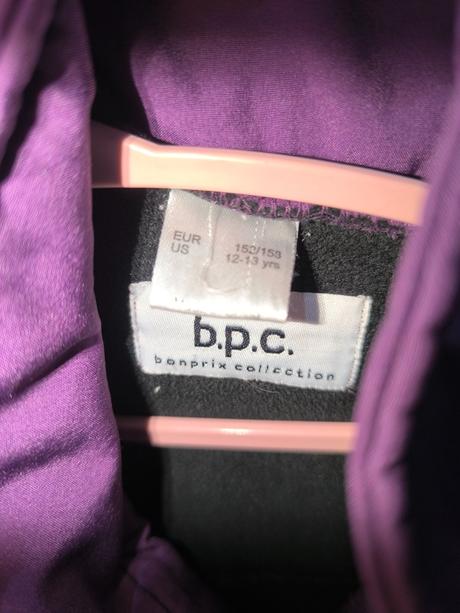 EUR 152/158
US 12-13 yrs
b.p.c.
bonprix collection